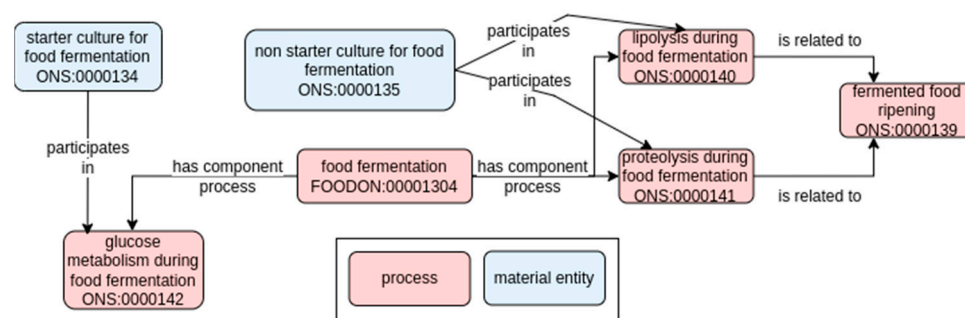 starter culture for
food fermentation
ONS:0000134
non starter culture for food
fermentation
ONS:0000135
participates
in
participates
in
lipolysis during
food fermentation
ONS:0000140
is related to
fermented food
ripening
ONS:0000139
participates
in
has component
process
food fermentation
FOODON:00001304
has component
process
proteolysis during
food fermentation
ONS:0000141
is related to
glucose
metabolism during
food fermentation
ONS:0000142
process
material entity